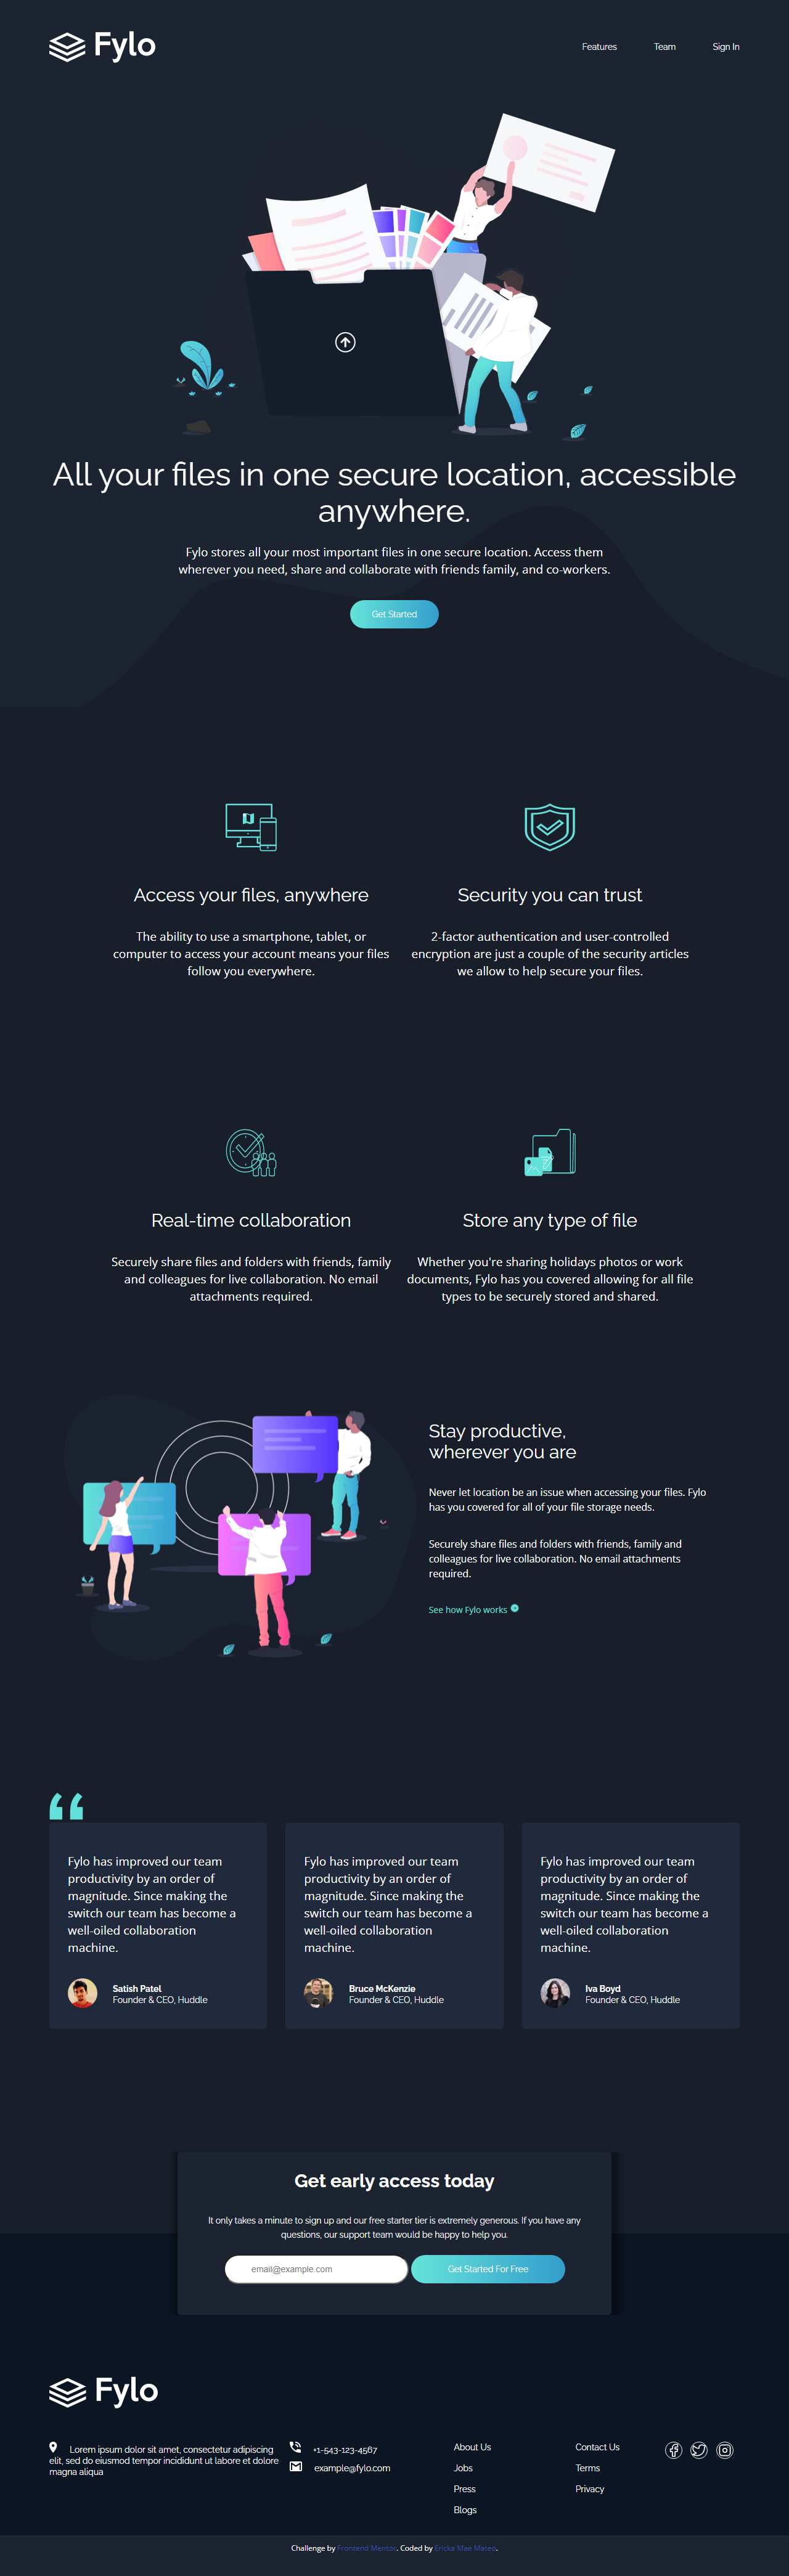 Fylo
Features Team Sign In
All your files in one secure location, accessible
anywhere.
Fylo stores all your most important files in one secure location. Access them
wherever you need, share and collaborate with friends family, and co-workers.
Get Started
Access your files, anywhere
The ability to use a smartphone, tablet, or
computer to access your account means your files
follow you everywhere.
Security you can trust
2-factor authentication and user-controlled
encryption are just a couple of the security articles
we allow to help secure your files.
Real-time collaboration
Securely share files and folders with friends, family
and colleagues for live collaboration. No email
attachments required.
Store any type of file
Whether you're sharing holidays photos or work
documents, Fylo has you covered allowing for all file
types to be securely stored and shared.
Stay productive,
wherever you are
Never let location be an issue when accessing your files. Fylo
has you covered for all of your file storage needs.
Securely share files and folders with friends, family and
colleagues for live collaboration. No email attachments
required.
See how Fylo works
Fylo has improved our team
productivity by an order of
magnitude. Since making the
switch our team has become a
well-oiled collaboration
machine.
Satish Patel
Founder & CEO, Huddle
Fylo has improved our team
productivity by an order of
magnitude. Since making the
switch our team has become a
well-oiled collaboration
machine.
Bruce McKenzie
Founder & CEO, Huddle
Fylo has improved our team
productivity by an order of
magnitude. Since making the
switch our team has become a
well-oiled collaboration
machine.
Iva Boyd
Founder & CEO, Huddle
Get early access today
It only takes a minute to sign up and our free starter tier is extremely generous. If you have any
questions, our support team would be happy to help you.
email@example.com
Get Started For Free
Fylo
Lorem ipsum dolor sit amet, consectetur adipiscing
elit, sed do eiusmod tempor incididunt ut labore et dolore
magna aliqua
+1-543-123-4567
example@fylo.com
About Us
Jobs
Press
Blogs
Contact Us
Terms
Privacy
Challenge by Frontend Mentor. Coded by Ericka Mae Mateo.